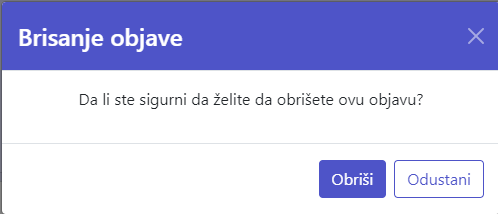 Brisanje objave
Da li ste sigurni da želite da obrišete ovu objavu?
Obriši
Odustani